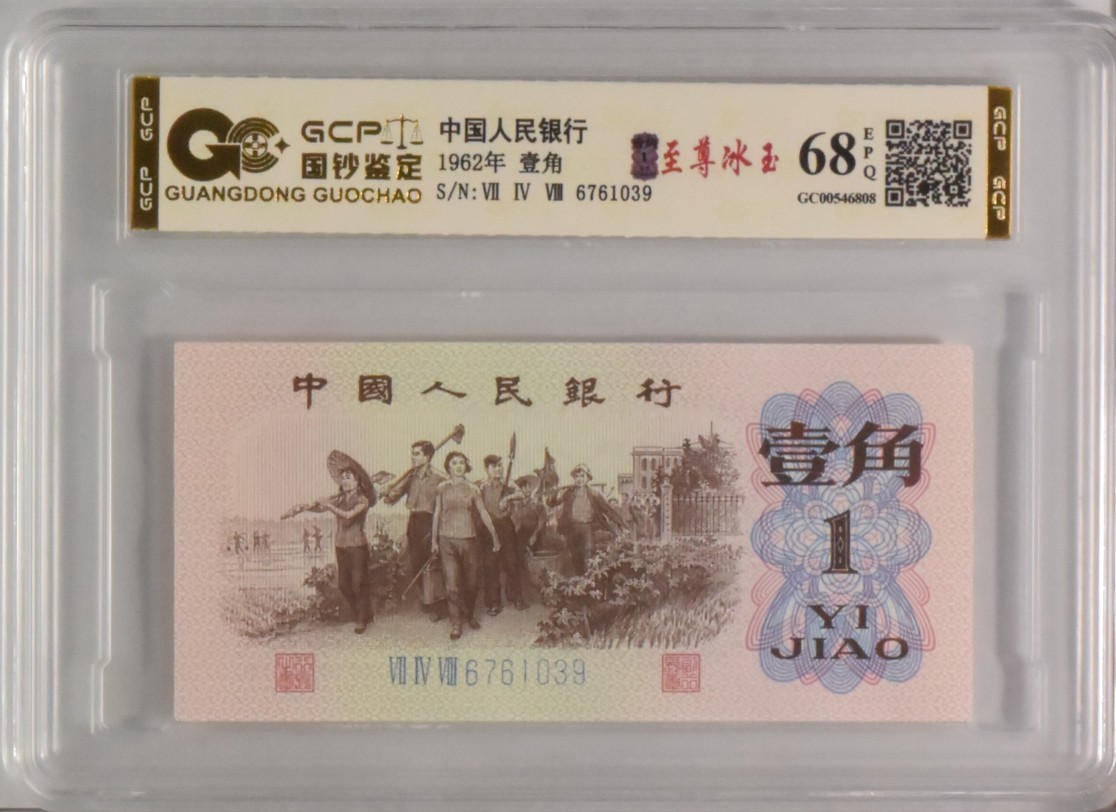 GCP
GCP
GCP
国钞鉴定
GUANGDONG GUOCHAO
中国人民银行
1962年 壹角
S/N: Ⅶ Ⅳ Ⅷ 6761039
至尊冰玉
68
EPQ
GC00546808
GCP
GCP
中國人民銀行
壹角
1
YI
JIAO
Ⅶ Ⅳ Ⅷ 6761039